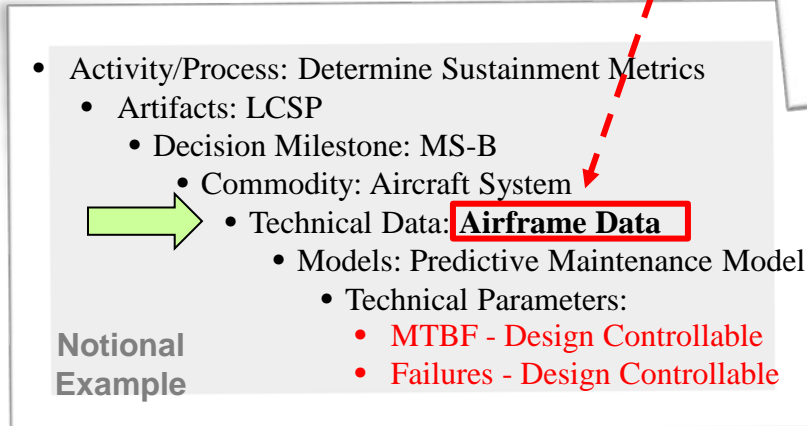 • Activity/Process: Determine Sustainment Metrics
• Artifacts: LCSP
• Decision Milestone: MS-B
• Commodity: Aircraft System
• Technical Data: Airframe Data
• Models: Predictive Maintenance Model
• Technical Parameters:
• MTBF - Design Controllable
• Failures - Design Controllable
Notional
Example